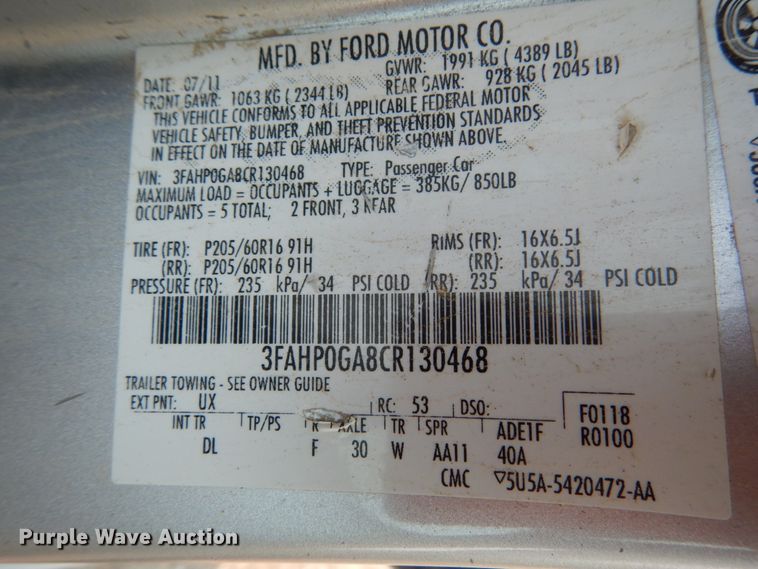 MFD. BY FORD MOTOR CO.
DATE: 07/11 GVWR: 1991 KG ( 4389 LB)
FRONT GAWR: 1063 KG ( 2344 LB) REAR GAWR: 928 KG ( 2045 LB)
THIS VEHICLE CONFORMS TO ALL APPLICABLE FEDERAL MOTOR
VEHICLE SAFETY, BUMPER, AND THEFT PREVENTION STANDARDS
IN EFFECT ON THE DATE OF MANUFACTURE SHOWN ABOVE.
VIN: 3FAHP0GA8CR130468 TYPE: Passenger Car
MAXIMUM LOAD = OCCUPANTS + LUGGAGE = 385KG/ 850LB
OCCUPANTS = 5 TOTAL: 2 FRONT, 3 REAR
TIRE (FR): P205/60R16 91H RIMS (FR): 16X6.5J
(RR): P205/60R16 91H (RR): 16X6.5J
PRESSURE (FR): 235 kPa/ 34 PSI COLD (RR): 235 kPa/ 34 PSI COLD
3FAHP0GA8CR130468
TRAILER TOWING - SEE OWNER GUIDE
EXT PNT: UX RC: 53 DSO: F0118
INT TR TP/PS R AXLE TR SPR ADE1F R0100
DL F 30 W AA11 40A
CMC ▽5U5A-5420472-AA
Purple Wave Auction